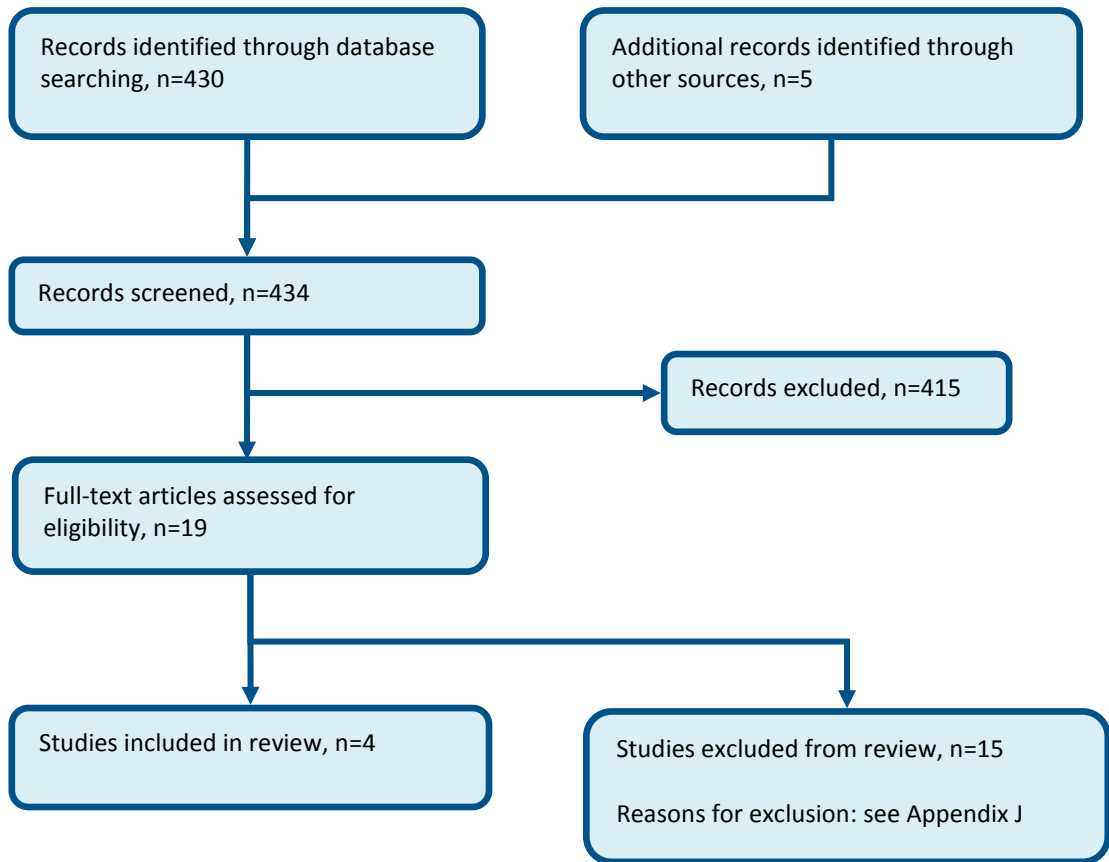 Records identified through database
searching, n=430
Additional records identified through
other sources, n=5
Records screened, n=434
Records excluded, n=415
Full-text articles assessed for
eligibility, n=19
Studies included in review, n=4
Studies excluded from review, n=15
Reasons for exclusion: see Appendix J